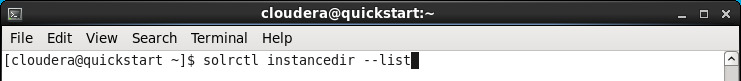 cloudera@quickstart:~
File Edit View Search Terminal Help
[cloudera@quickstart ~]$ solrctl instancedir --list